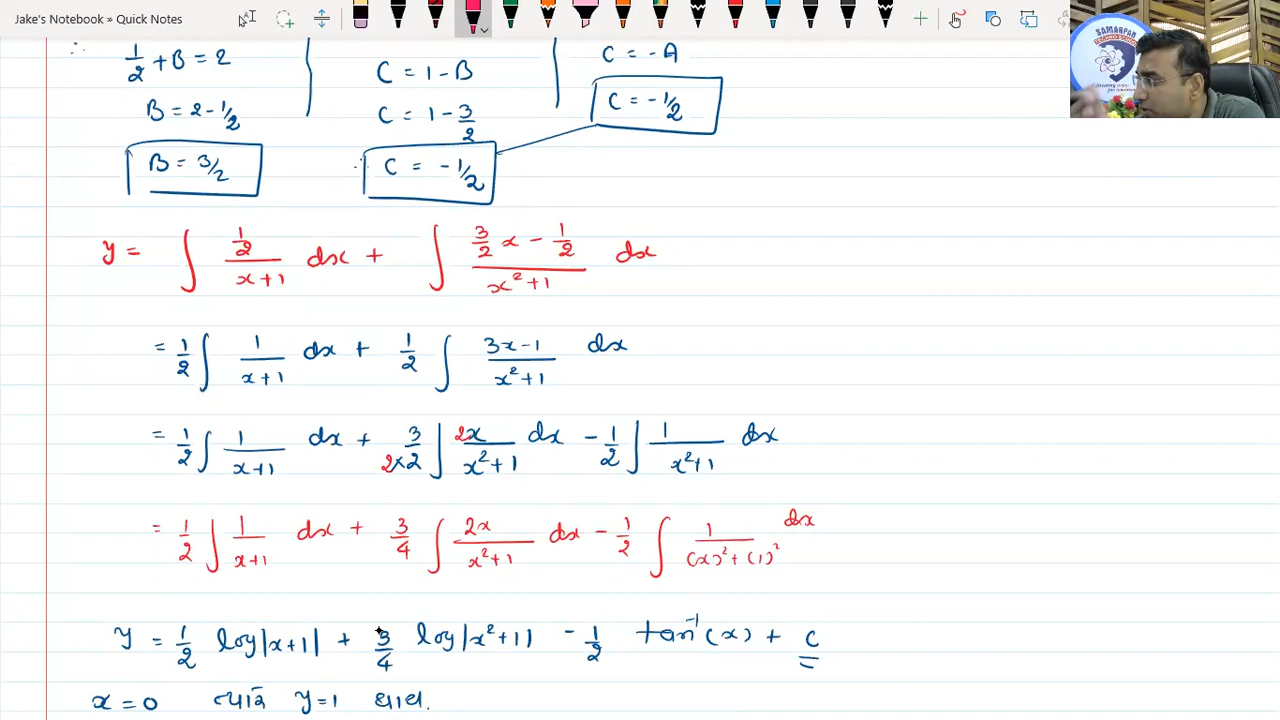 Jake's Notebook » Quick Notes
SAMARPAN
∴ 1/2 + B = 2
B = 2 - 1/2
B = 3/2
C = 1 - B
C = 1 - 3/2
∴ C = -1/2
C = -A
C = -1/2
y = ∫ (1/2)/(x+1) dx + ∫ (3/2 x - 1/2)/(x²+1) dx
= 1/2 ∫ 1/(x+1) dx + 1/2 ∫ (3x-1)/(x²+1) dx
= 1/2 ∫ 1/(x+1) dx + 3/(2×2) ∫ 2x/(x²+1) dx - 1/2 ∫ 1/(x²+1) dx
= 1/2 ∫ 1/(x+1) dx + 3/4 ∫ 2x/(x²+1) dx - 1/2 ∫ 1/((x)²+(1)²) dx
y = 1/2 log|x+1| + 3/4 log|x²+1| - 1/2 tan⁻¹(x) + C
x = 0 ત્યારે y = 1 થાય.